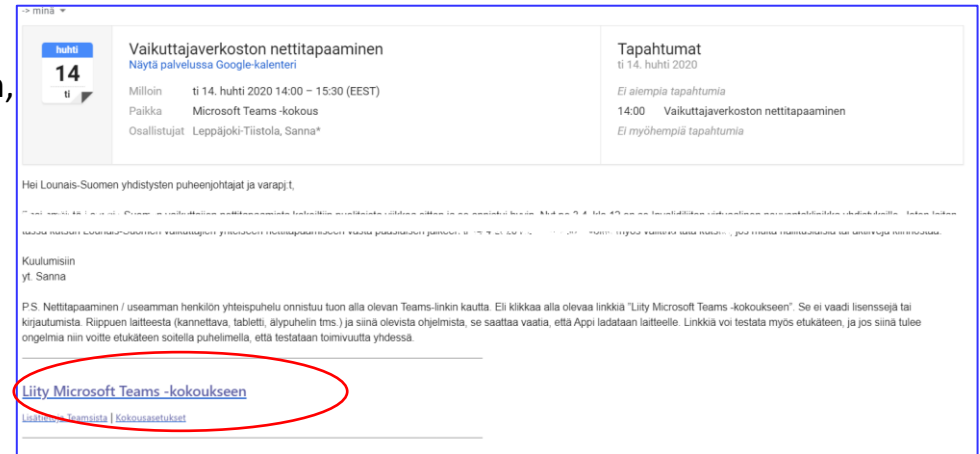 -> minä
huhti
14
ti
Vaikuttajaverkoston nettitapaaminen
Näytä palvelussa Google-kalenteri
Milloin ti 14. huhti 2020 14:00 – 15:30 (EEST)
Paikka Microsoft Teams -kokous
Osallistujat Leppäjoki-Tiistola, Sanna*
Tapahtumat
ti 14. huhti 2020
Ei aiempia tapahtumia
14:00 Vaikuttajaverkoston nettitapaaminen
Ei myöhempiä tapahtumia
Hei Lounais-Suomen yhdistysten puheenjohtajat ja varapj:t,
Kuulumisiin
yt. Sanna
P.S. Nettitapaaminen / useamman henkilön yhteispuhelu onnistuu tuon alla olevan Teams-linkin kautta. Eli klikkaa alla olevaa linkkiä "Liity Microsoft Teams -kokoukseen". Se ei vaadi lisenssejä tai
kirjautumista. Riippuen laitteesta (kannettava, tabletti, älypuhelin tms.) ja siinä olevista ohjelmista, se saattaa vaatia, että Appi ladataan laitteelle. Linkkiä voi testata myös etukäteen, ja jos siinä tulee
ongelmia niin voitte etukäteen soitella puhelimella, että testataan toimivuutta yhdessä.
Liity Microsoft Teams -kokoukseen
Lisätietoja Teamsista | Kokousasetukset